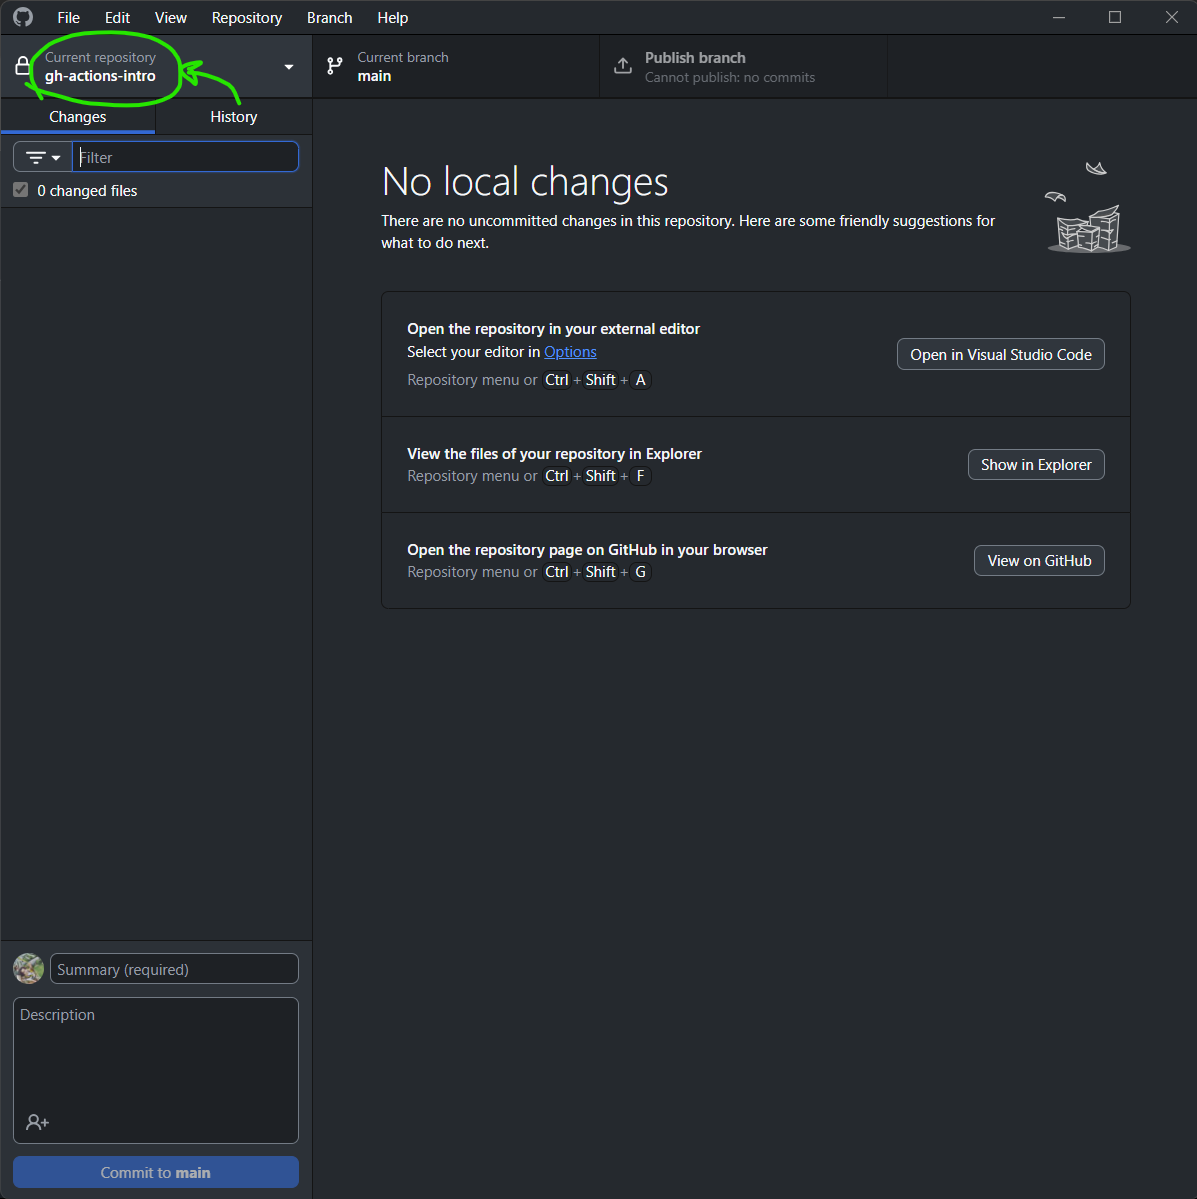 File Edit View Repository Branch Help
Current repository
gh-actions-intro
Current branch
main
Publish branch
Cannot publish: no commits
Changes
History
Filter
0 changed files
No local changes
There are no uncommitted changes in this repository. Here are some friendly suggestions for
what to do next.
Open the repository in your external editor
Select your editor in Options
Repository menu or Ctrl + Shift + A
Open in Visual Studio Code
View the files of your repository in Explorer
Repository menu or Ctrl + Shift + F
Show in Explorer
Open the repository page on GitHub in your browser
Repository menu or Ctrl + Shift + G
View on GitHub
Summary (required)
Description
Commit to main